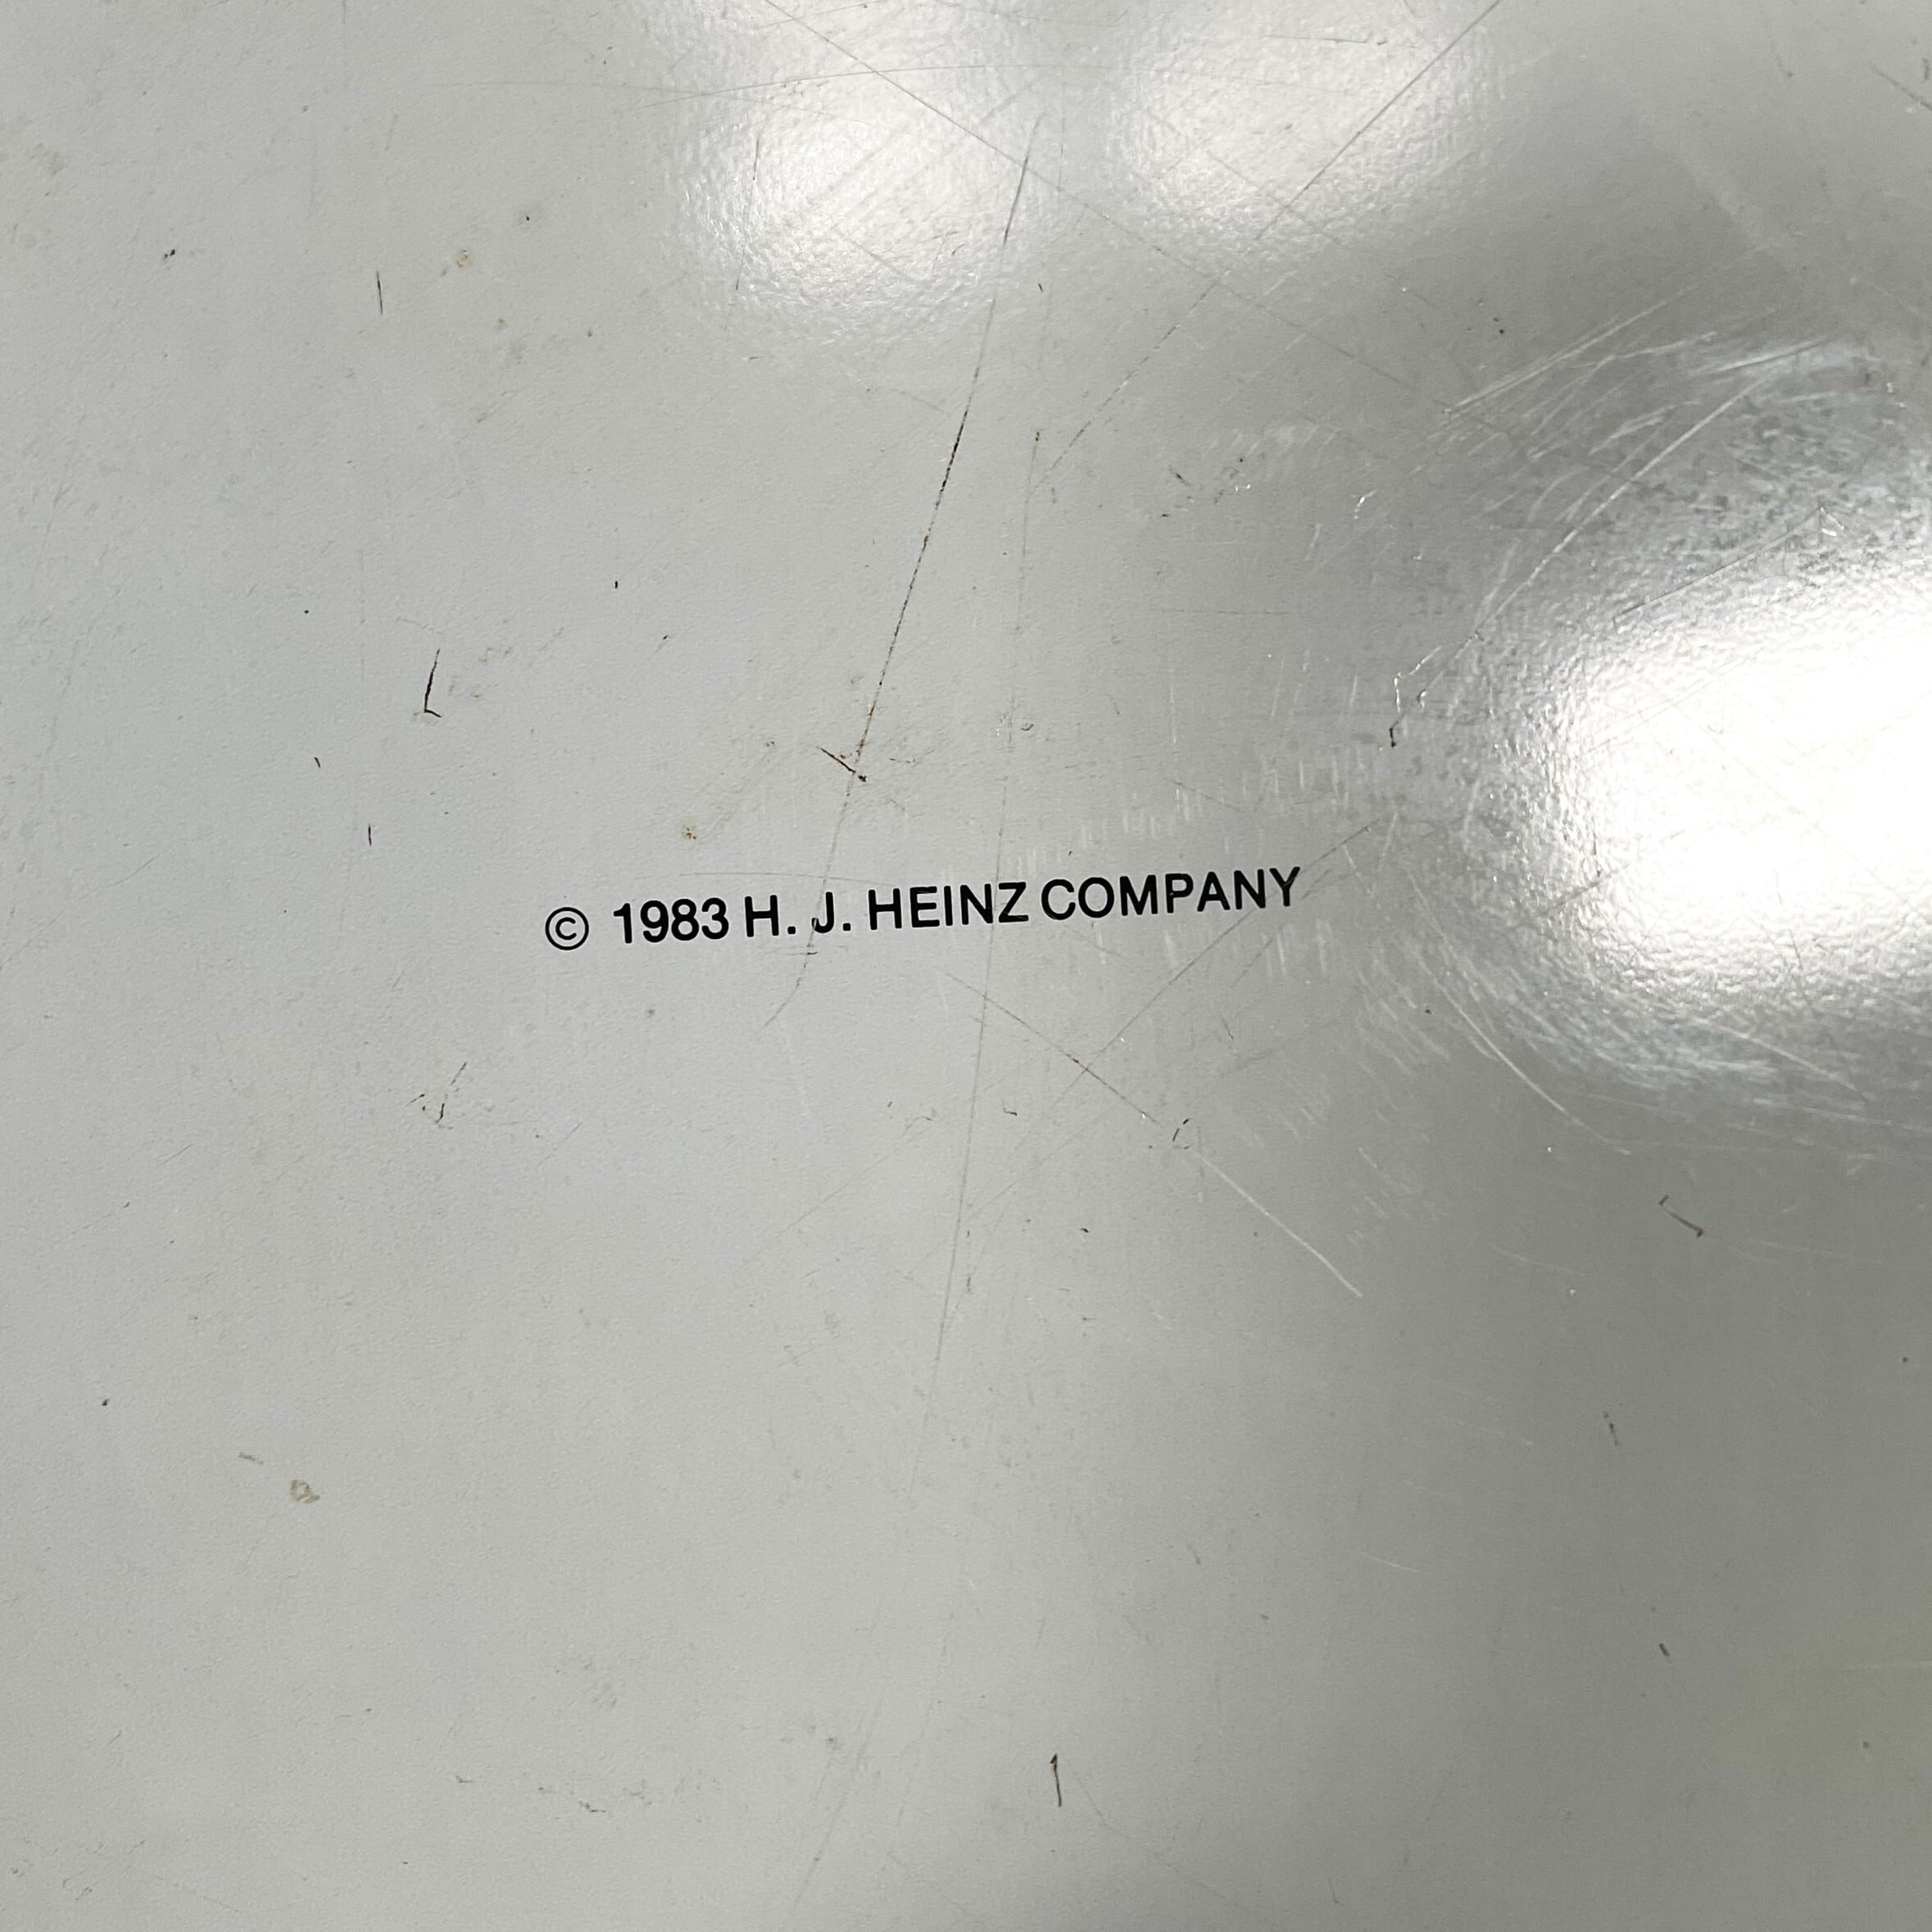 © 1983 H. J. HEINZ COMPANY